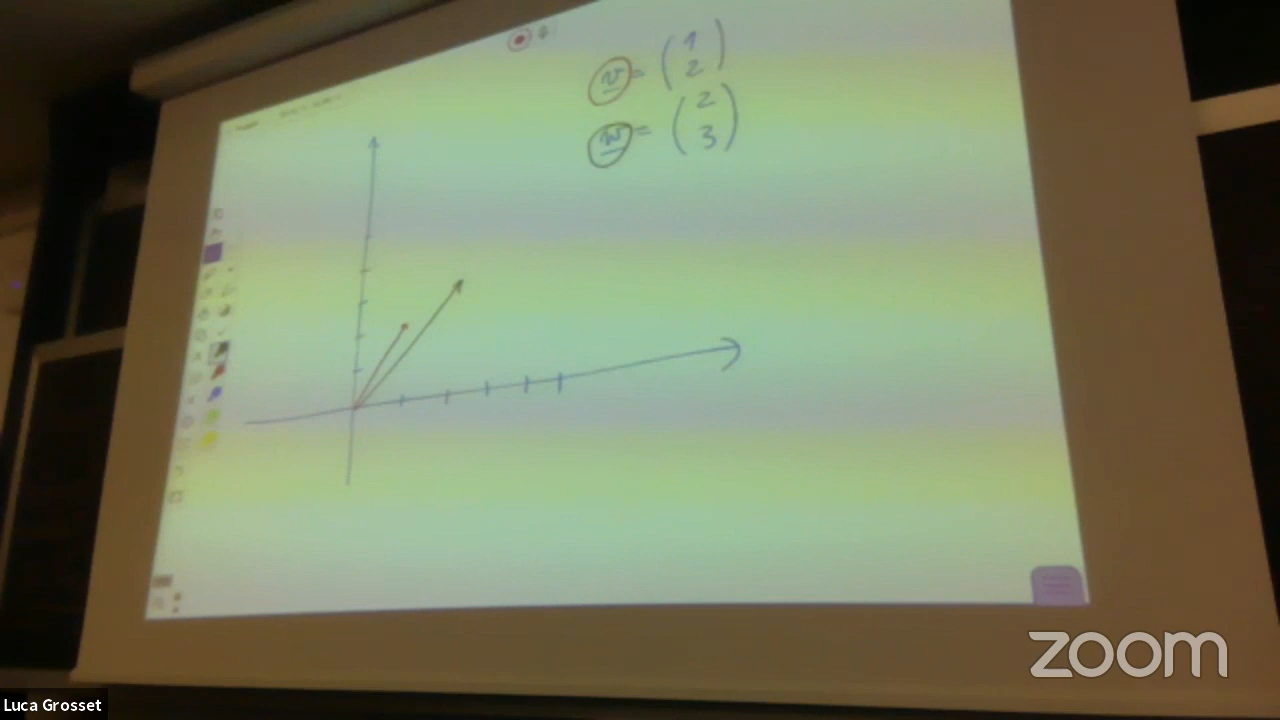 v = (1
2)
w = (2
3)
zoom
Luca Grosset